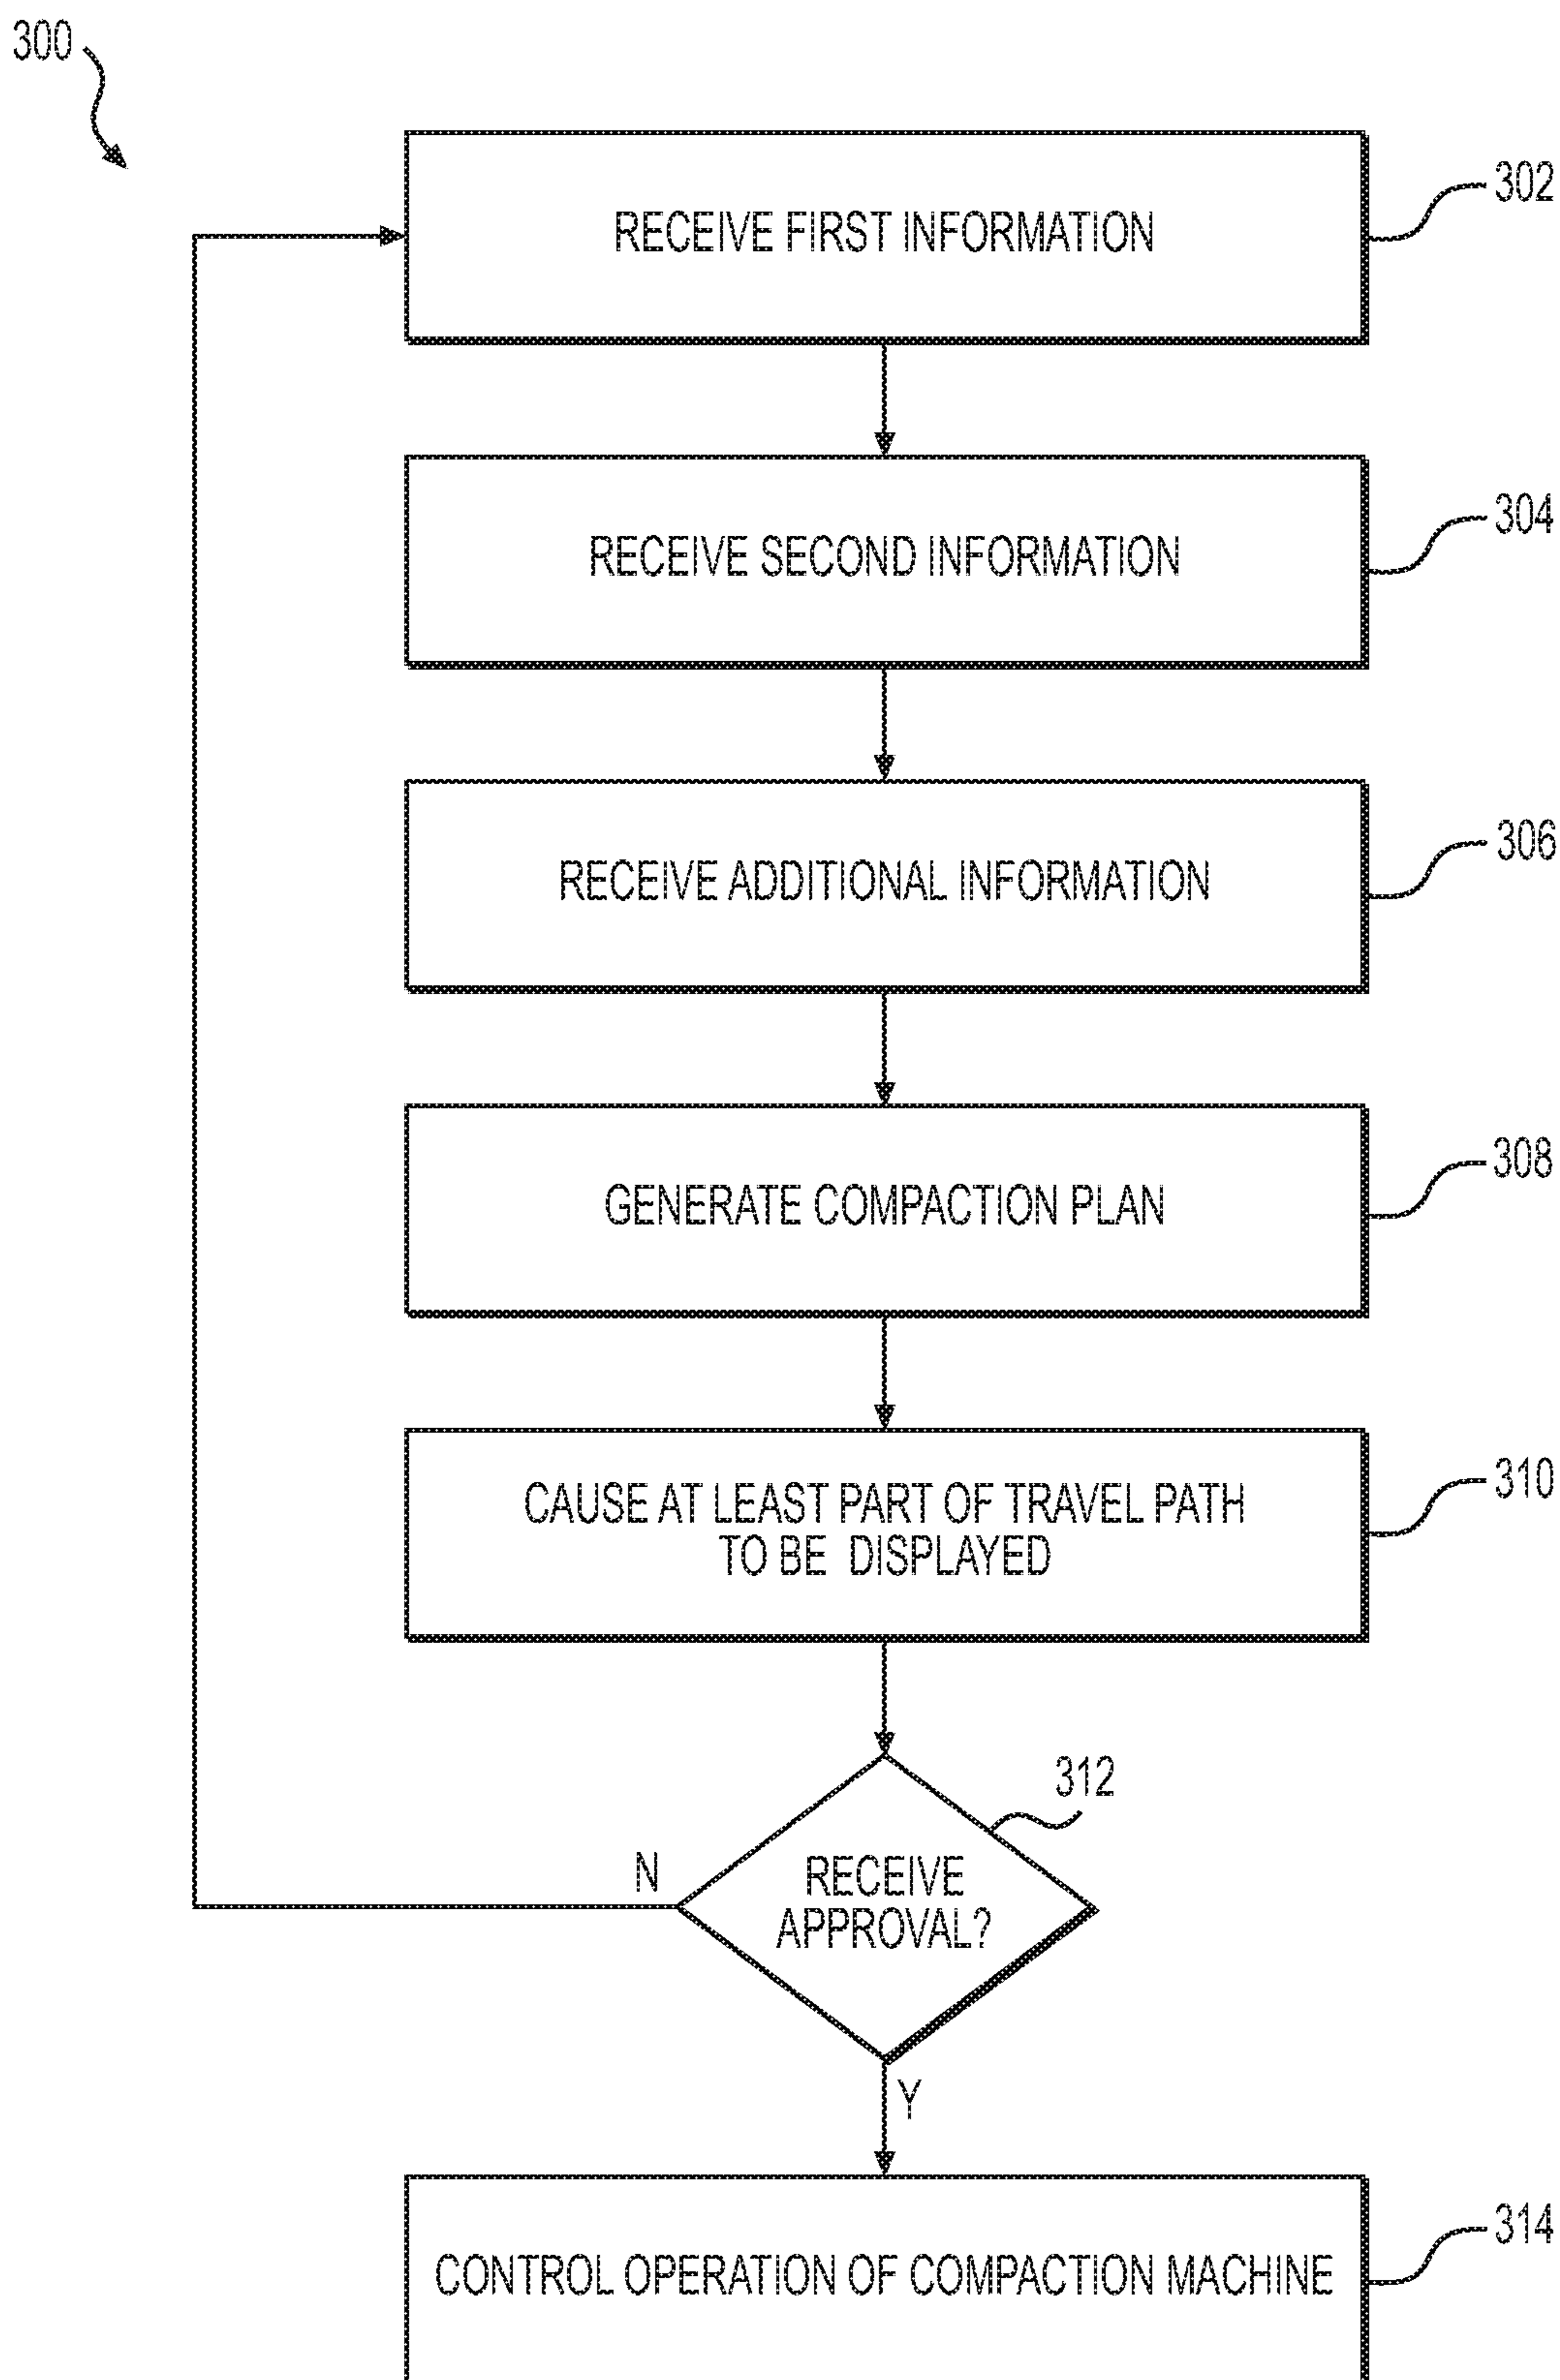 300
302
RECEIVE FIRST INFORMATION
304
RECEIVE SECOND INFORMATION
306
RECEIVE ADDITIONAL INFORMATION
308
GENERATE COMPACTION PLAN
310
CAUSE AT LEAST PART OF TRAVEL PATH
TO BE DISPLAYED
312
N
RECEIVE
APPROVAL?
Y
314
CONTROL OPERATION OF COMPACTION MACHINE